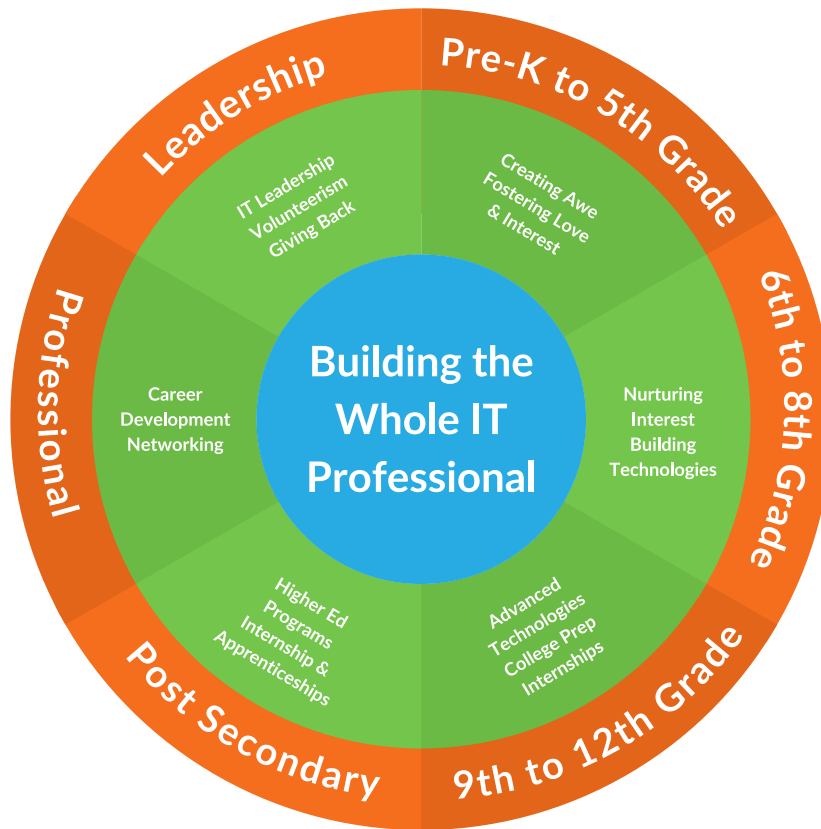 Building the
Whole IT
Professional
Pre-K to 5th Grade
Creating Awe
Fostering Love
& Interest
6th to 8th Grade
Nurturing
Interest
Building
Technologies
9th to 12th Grade
Advanced
Technologies
College Prep
Internships
Post Secondary
Higher Ed
Programs
Internship &
Apprenticeships
Professional
Career
Development
Networking
Leadership
IT Leadership
Volunteerism
Giving Back